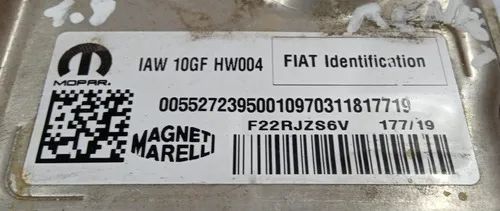 MOPAR.
IAW 10GF HW004
FIAT Identification
00552723950010970311817719
F22RJZS6V 177/19
MAGNETI
MARELLI